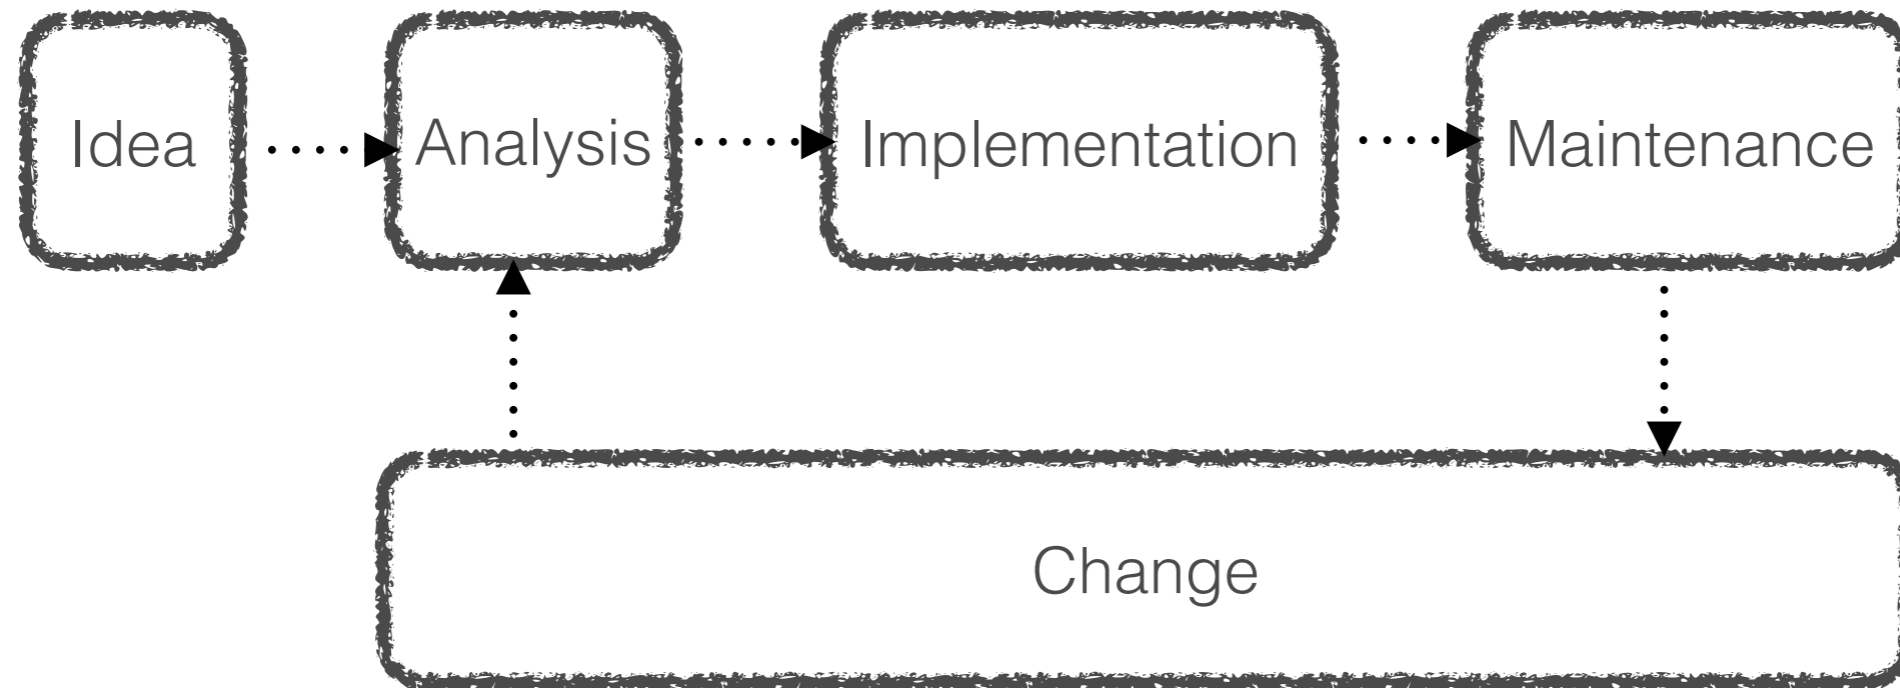 Idea
Analysis
Implementation
Maintenance
Change